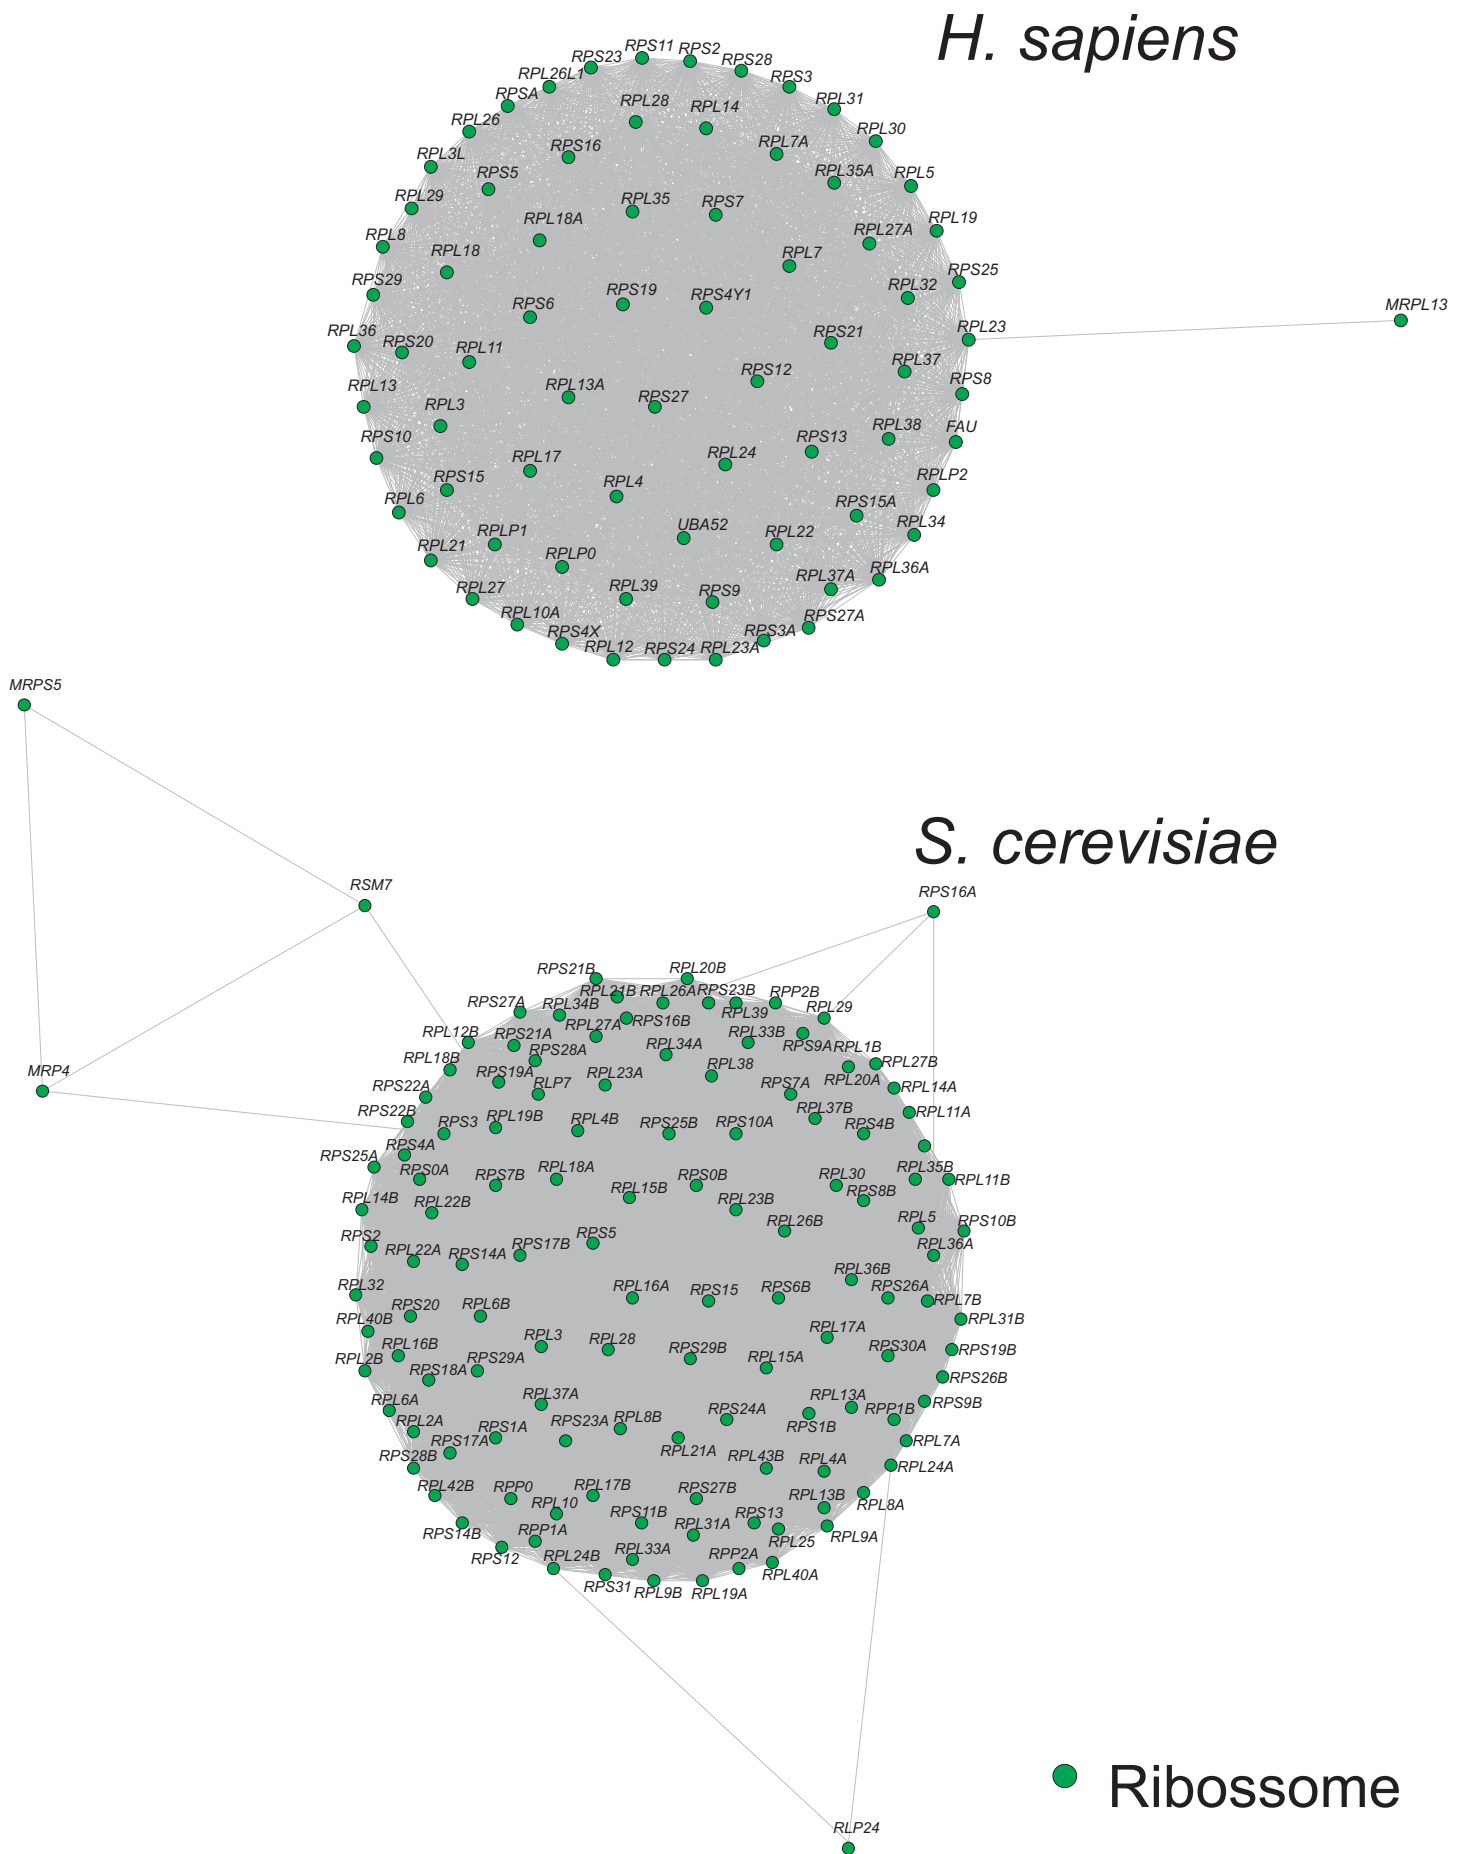 H. sapiens
RPS11
RPS2
RPS23
RPS28
RPL26L1
RPS3
RPSA
RPL28
RPL14
RPL31
RPL26
RPL30
RPS16
RPL7A
RPL3L
RPS5
RPL35A
RPL5
RPL29
RPL35
RPS7
RPL18A
RPL19
RPL8
RPL18
RPL27A
RPL7
RPS29
RPS25
RPL32
RPS6
RPS19
RPS4Y1
MRPL13
RPL36
RPS20
RPL11
RPS21
RPL23
RPL37
RPS12
RPS8
RPL13
RPL13A
RPS27
RPL3
RPL38
FAU
RPS10
RPS13
RPL17
RPL24
RPLP2
RPS15
RPL4
RPL6
RPS15A
RPL34
RPLP1
UBA52
RPL22
RPL21
RPLP0
RPL36A
RPL27
RPL39
RPS9
RPL37A
RPL10A
RPS27A
RPS4X
RPS3A
RPL12
RPS24
RPL23A
MRPS5
S. cerevisiae
RSM7
RPS16A
RPS21B
RPL20B
RPL21B
RPL26A
RPS23B
RPP2B
RPS27A
RPL34B
RPL39
RPL29
RPL12B
RPS21A
RPL27A
RPS16B
RPL33B
RPS9A
RPL1B
RPL18B
RPS28A
RPL34A
RPL27B
MRP4
RPS19A
RLP7
RPL23A
RPL38
RPS7A
RPL20A
RPL14A
RPS22A
RPL37B
RPL11A
RPS22B
RPS3
RPL19B
RPL4B
RPS25B
RPS10A
RPS4B
RPS25A
RPS4A
RPS0A
RPS7B
RPL18A
RPS0B
RPL30
RPL35B
RPL11B
RPL14B
RPL22B
RPL15B
RPL23B
RPS8B
RPS2
RPL22A
RPS14A
RPS17B
RPS5
RPL26B
RPL5
RPS10B
RPL36A
RPL32
RPL16A
RPS15
RPS6B
RPL36B
RPS26A
RPL7B
RPL40B
RPS20
RPL6B
RPL31B
RPL2B
RPL16B
RPL3
RPL28
RPS29B
RPL15A
RPL17A
RPS30A
RPS19B
RPS18A
RPS29A
RPS26B
RPL6A
RPL37A
RPL13A
RPS9B
RPL2A
RPS1A
RPS23A
RPL8B
RPS24A
RPS1B
RPP1B
RPS28B
RPS17A
RPL21A
RPL43B
RPL4A
RPL7A
RPL24A
RPL42B
RPP0
RPL17B
RPS27B
RPL13B
RPL8A
RPS14B
RPL10
RPS11B
RPL31A
RPS13
RPL25
RPL9A
RPS12
RPP1A
RPL24B
RPL33A
RPP2A
RPL40A
RPS31
RPL9B
RPL19A
Ribossome
RLP24